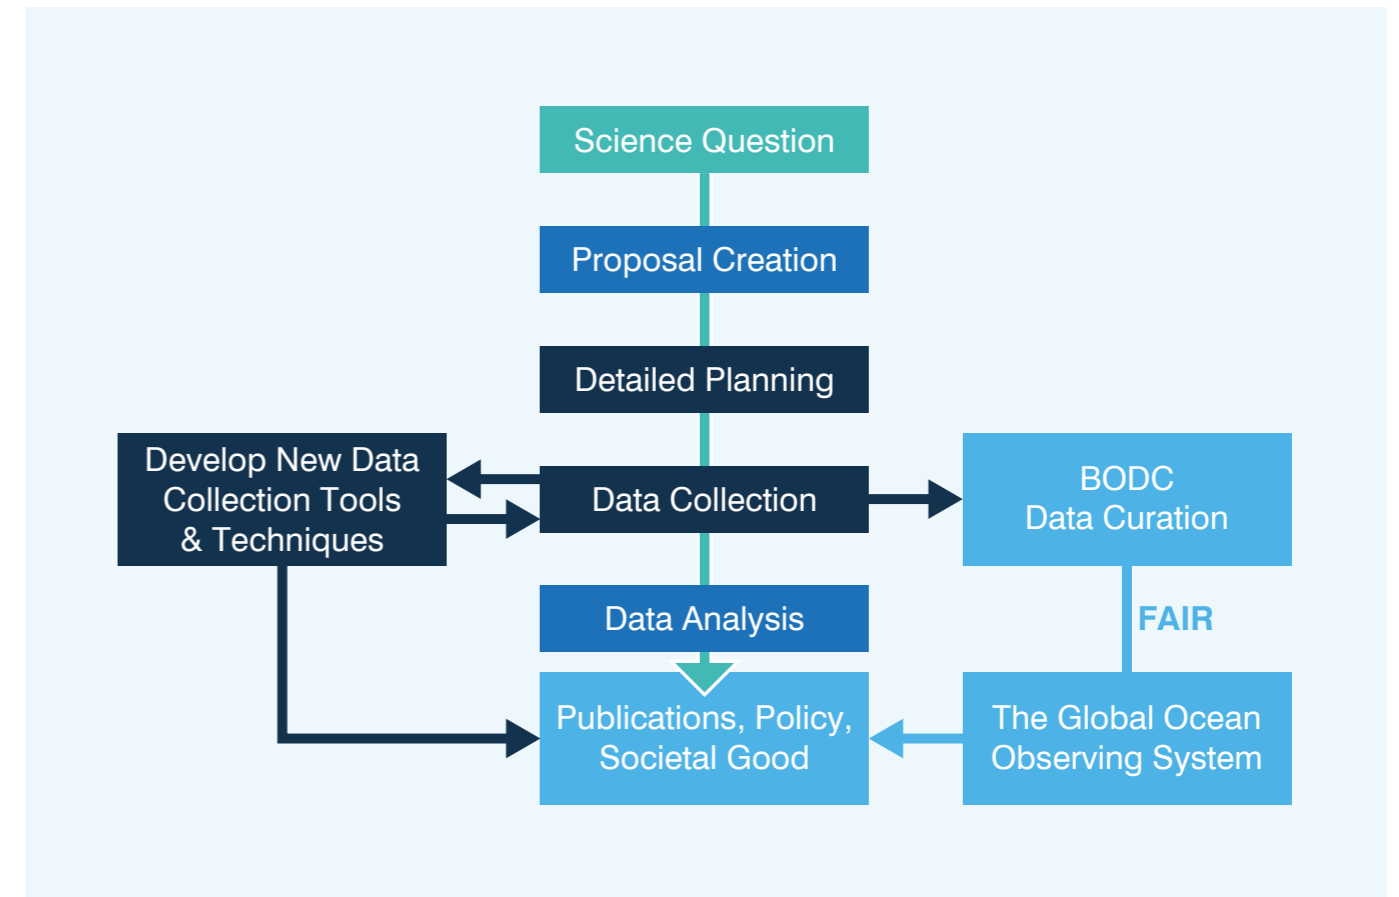 Science Question
Proposal Creation
Detailed Planning
Develop New Data
Collection Tools
& Techniques
Data Collection
BODC
Data Curation
Data Analysis
FAIR
Publications, Policy,
Societal Good
The Global Ocean
Observing System